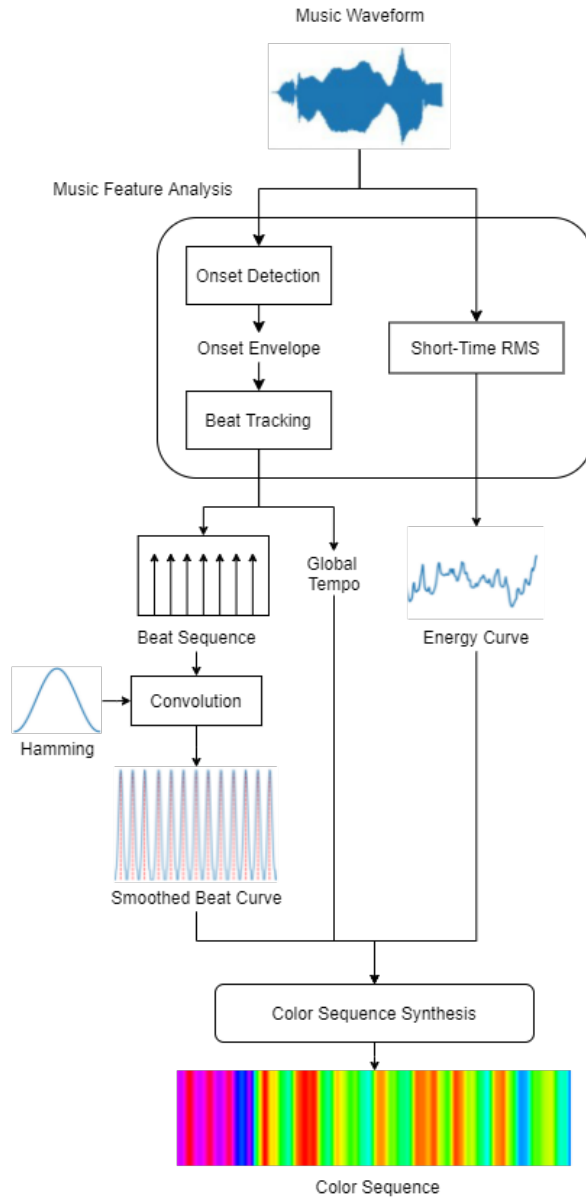 Music Waveform
Music Feature Analysis
Onset Detection
Onset Envelope
Short-Time RMS
Beat Tracking
Global
Tempo
Beat Sequence
Energy Curve
Convolution
Hamming
Smoothed Beat Curve
Color Sequence Synthesis
Color Sequence